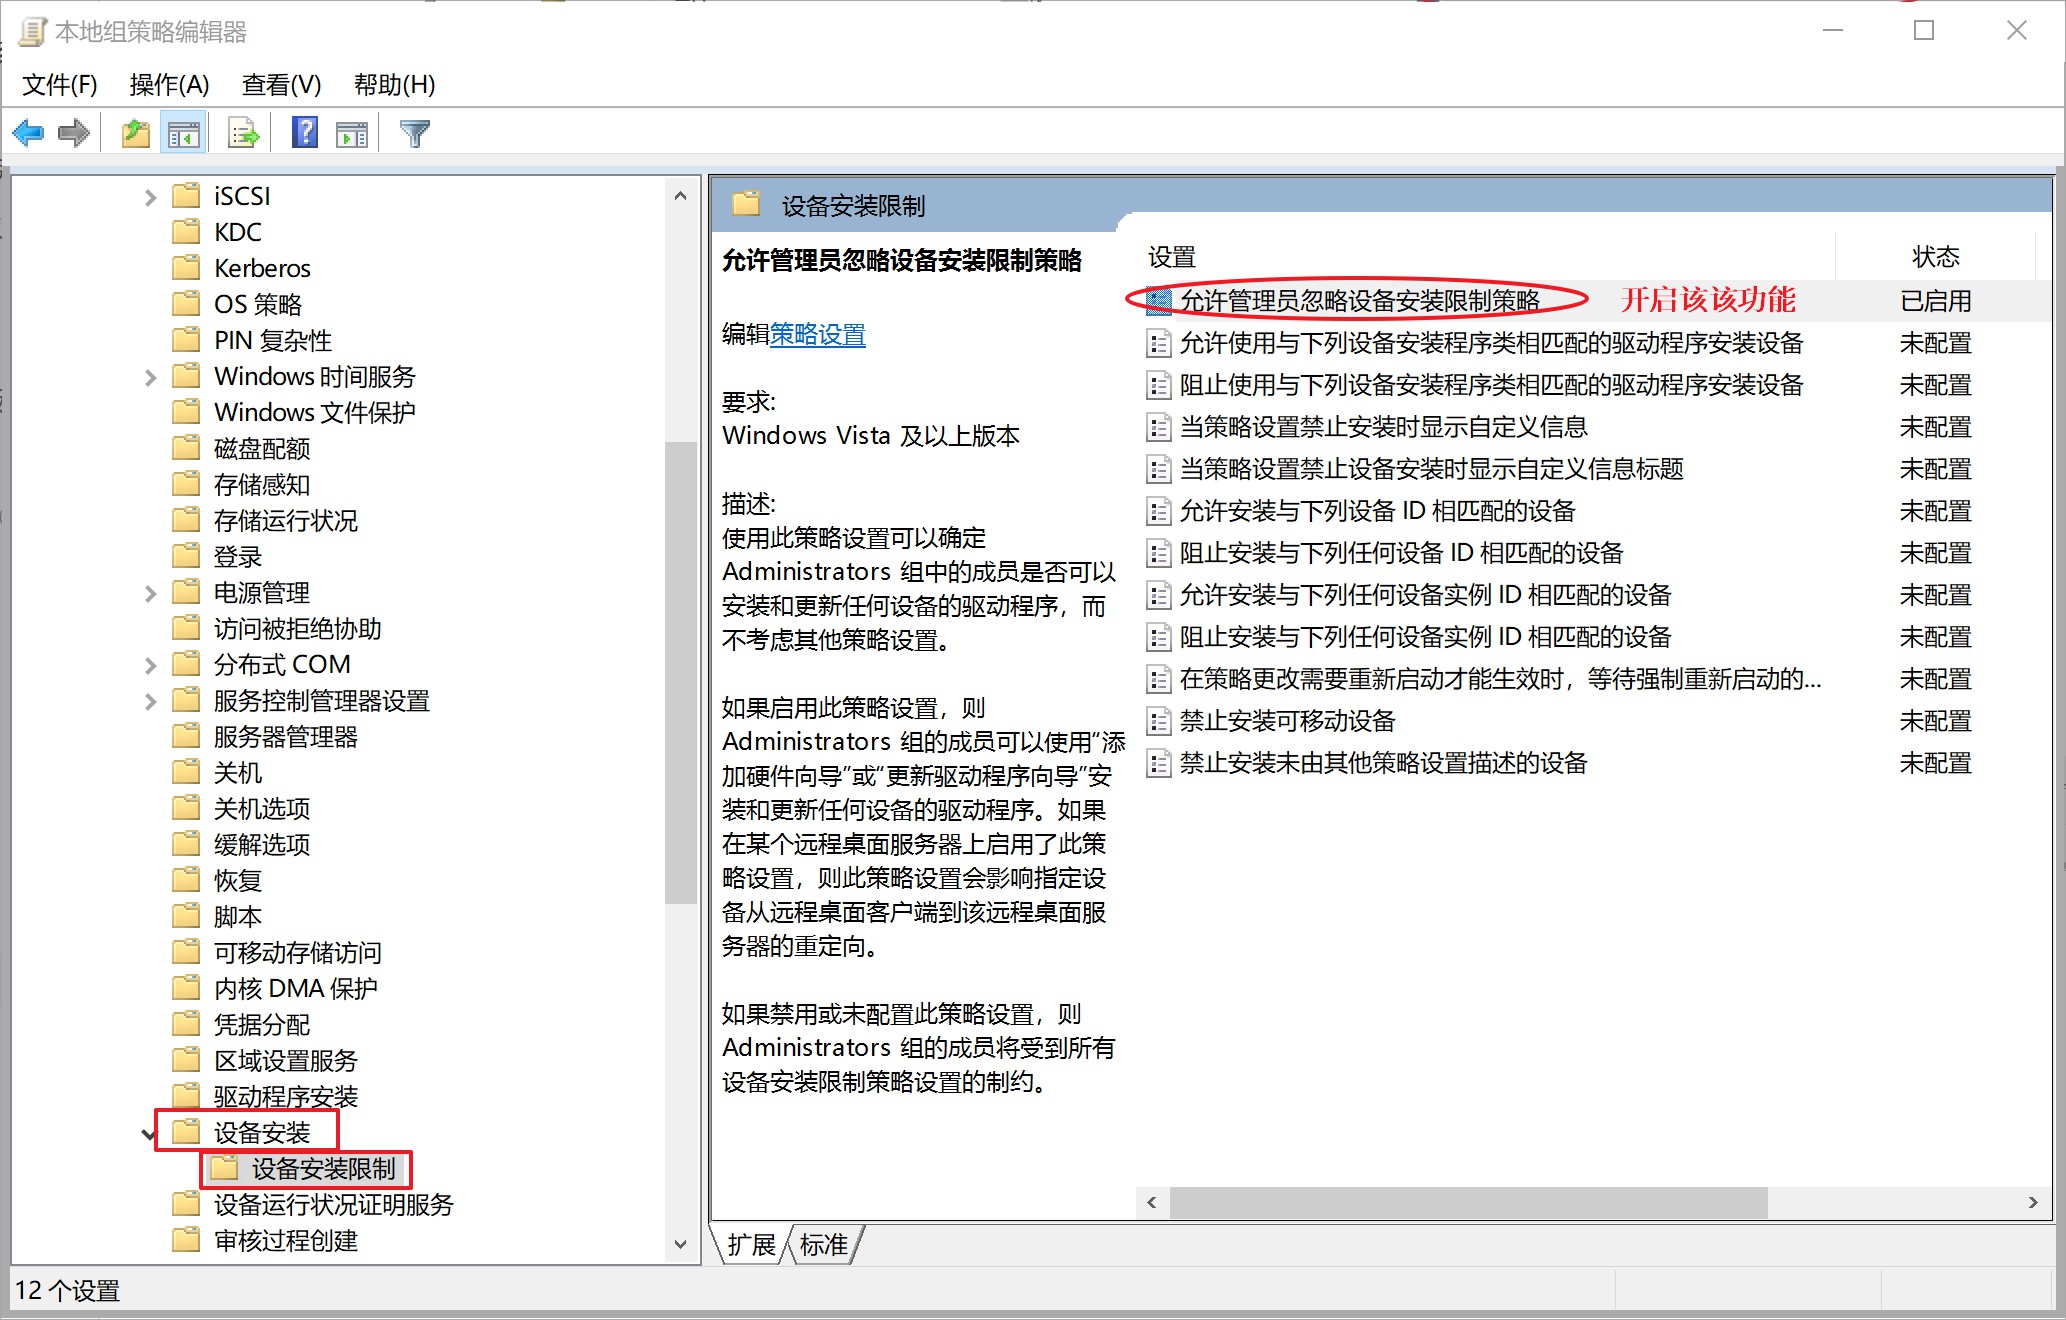 本地组策略编辑器
文件(F) 操作(A) 查看(V) 帮助(H)
iSCSI
KDC
Kerberos
OS 策略
PIN 复杂性
Windows 时间服务
Windows 文件保护
磁盘配额
存储感知
存储运行状况
登录
电源管理
访问被拒绝协助
分布式 COM
服务控制管理器设置
服务器管理器
关机
关机选项
缓解选项
恢复
脚本
可移动存储访问
内核 DMA 保护
凭据分配
区域设置服务
驱动程序安装
设备安装
设备安装限制
设备运行状况证明服务
审核过程创建
设备安装限制
允许管理员忽略设备安装限制策略
编辑策略设置
要求:
Windows Vista 及以上版本
描述:
使用此策略设置可以确定
Administrators 组中的成员是否可以
安装和更新任何设备的驱动程序，而
不考虑其他策略设置。
如果启用此策略设置，则
Administrators 组的成员可以使用“添
加硬件向导”或“更新驱动程序向导”安
装和更新任何设备的驱动程序。如果
在某个远程桌面服务器上启用了此策
略设置，则此策略设置会影响指定设
备从远程桌面客户端到该远程桌面服
务器的重定向。
如果禁用或未配置此策略设置，则
Administrators 组的成员将受到所有
设备安装限制策略设置的制约。
设置 状态
允许管理员忽略设备安装限制策略 开启该该功能 已启用
允许使用与下列设备安装程序类相匹配的驱动程序安装设备 未配置
阻止使用与下列设备安装程序类相匹配的驱动程序安装设备 未配置
当策略设置禁止安装时显示自定义信息 未配置
当策略设置禁止设备安装时显示自定义信息标题 未配置
允许安装与下列设备 ID 相匹配的设备 未配置
阻止安装与下列任何设备 ID 相匹配的设备 未配置
允许安装与下列任何设备实例 ID 相匹配的设备 未配置
阻止安装与下列任何设备实例 ID 相匹配的设备 未配置
在策略更改需要重新启动才能生效时，等待强制重新启动的... 未配置
禁止安装可移动设备 未配置
禁止安装未由其他策略设置描述的设备 未配置
扩展 标准
12 个设置